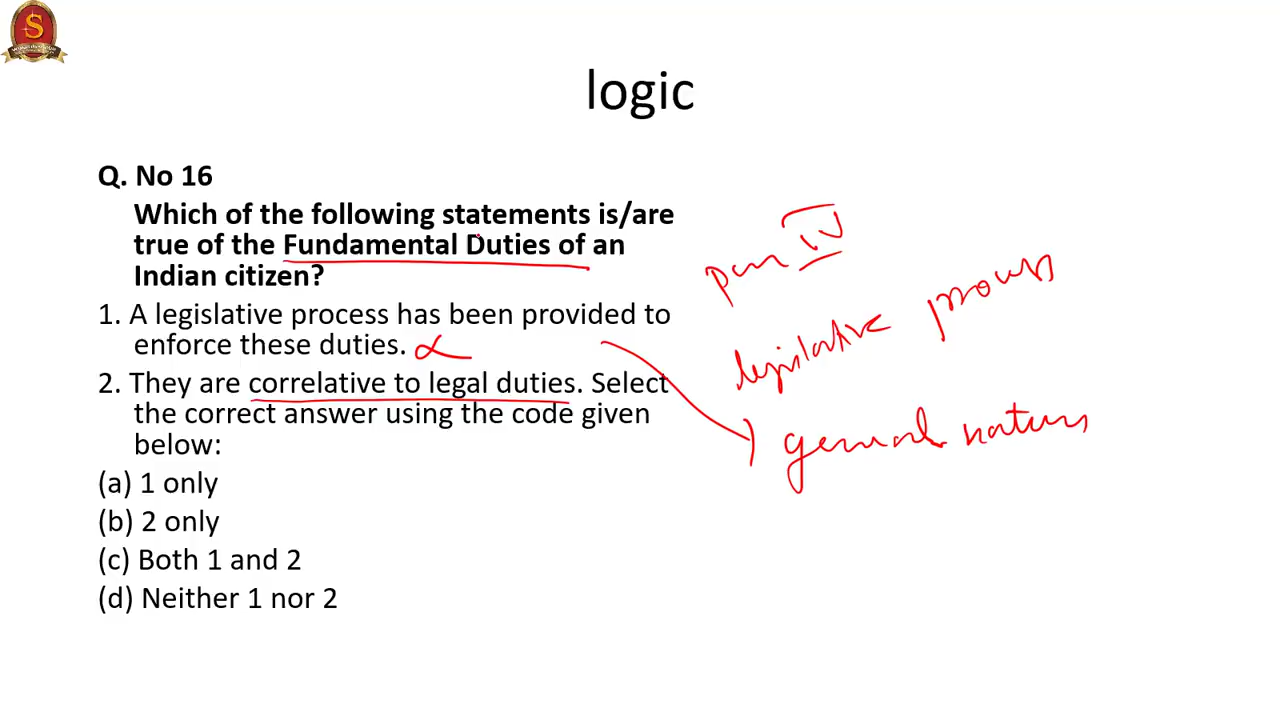 S
logic
Q. No 16
Which of the following statements is/are
true of the Fundamental Duties of an
Indian citizen?
1. A legislative process has been provided to
enforce these duties.
2. They are correlative to legal duties. Select
the correct answer using the code given
below:
(a) 1 only
(b) 2 only
(c) Both 1 and 2
(d) Neither 1 nor 2
IV
legislative process
general nature